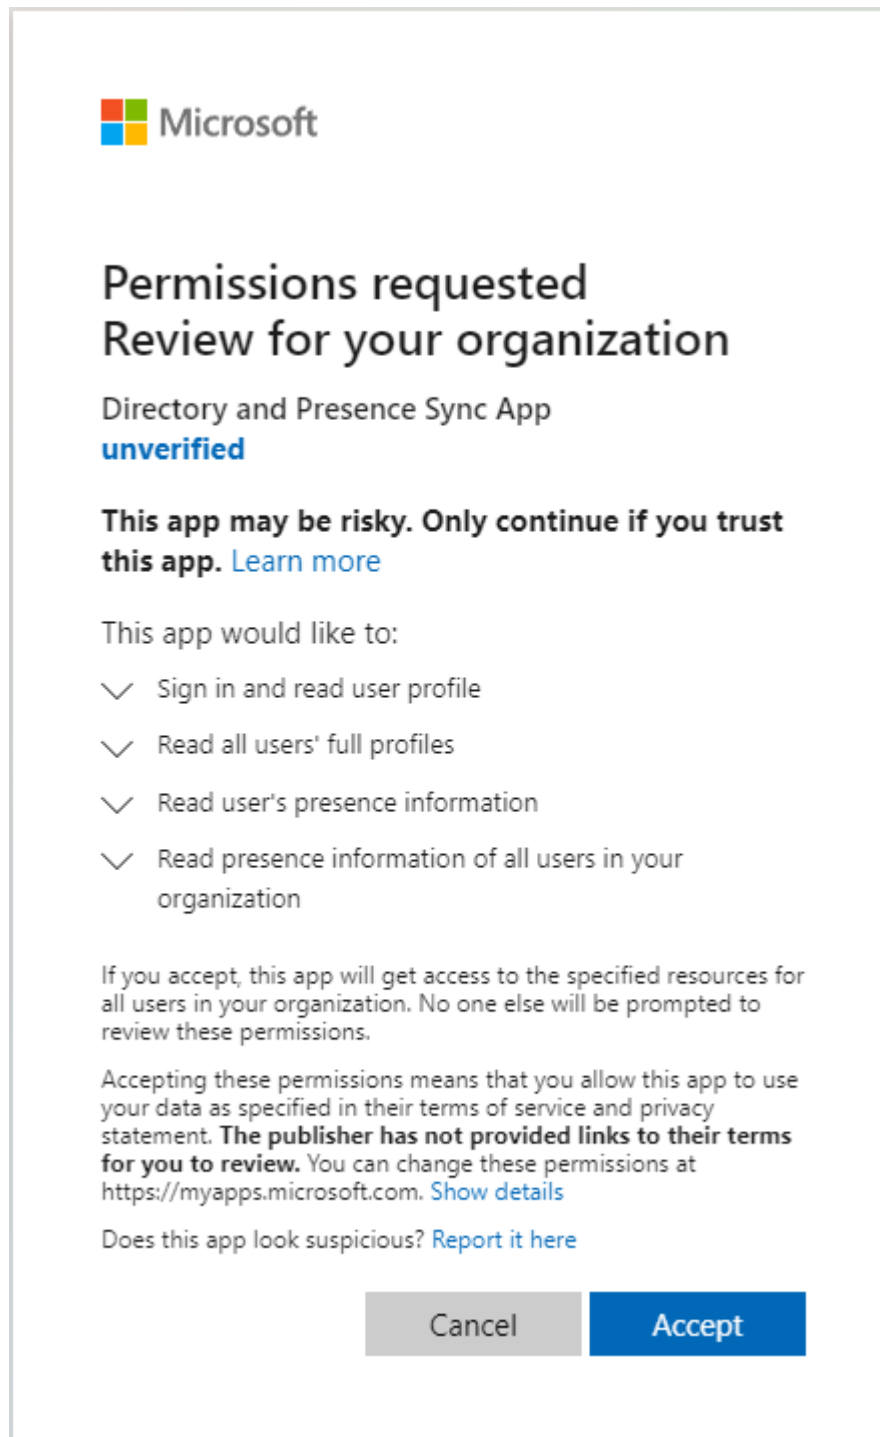 Microsoft
Permissions requested
Review for your organization
Directory and Presence Sync App
unverified
This app may be risky. Only continue if you trust
this app. Learn more
This app would like to:
Sign in and read user profile
Read all users' full profiles
Read user's presence information
Read presence information of all users in your
organization
If you accept, this app will get access to the specified resources for
all users in your organization. No one else will be prompted to
review these permissions.
Accepting these permissions means that you allow this app to use
your data as specified in their terms of service and privacy
statement. The publisher has not provided links to their terms
for you to review. You can change these permissions at
https://myapps.microsoft.com. Show details
Does this app look suspicious? Report it here
Cancel Accept